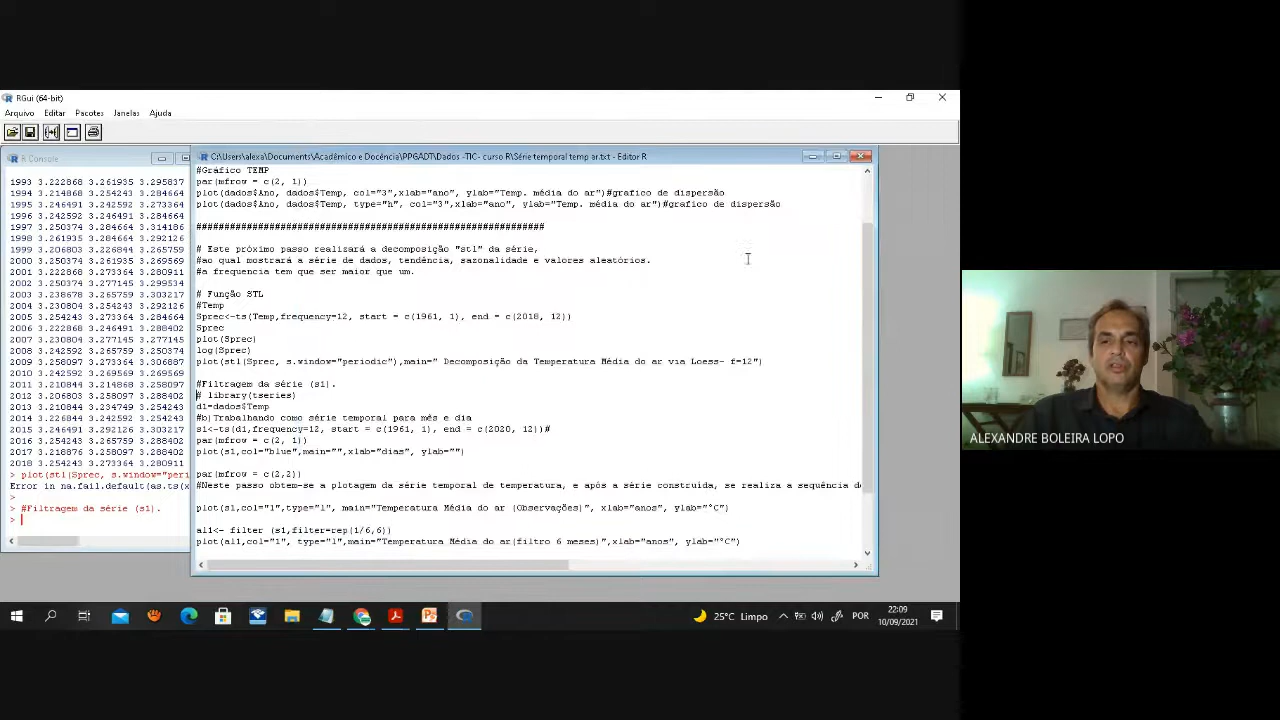 RGui (64-bit)
Arquivo Editar Pacotes Janelas Ajuda
R Console
1993 3.222868 3.261935 3.295837
1994 3.214868 3.254243 3.284664
1995 3.246491 3.242592 3.273364
1996 3.242592 3.246491 3.284664
1997 3.250374 3.284664 3.314186
1998 3.261935 3.284664 3.292126
1999 3.206803 3.226844 3.265759
2000 3.250374 3.261935 3.269569
2001 3.222868 3.273364 3.280911
2002 3.250374 3.277145 3.299534
2003 3.238678 3.265759 3.303217
2004 3.230804 3.254243 3.292126
2005 3.254243 3.273364 3.284664
2006 3.222868 3.246491 3.288402
2007 3.230804 3.277145 3.277145
2008 3.242592 3.265759 3.250374
2009 3.258097 3.273364 3.306887
2010 3.242592 3.269569 3.269569
2011 3.210844 3.214868 3.258097
2012 3.206803 3.258097 3.288402
2013 3.210844 3.234749 3.254243
2014 3.226844 3.242592 3.254243
2015 3.246491 3.292126 3.303217
2016 3.254243 3.265759 3.288402
2017 3.218876 3.258097 3.280911
2018 3.254243 3.273364 3.280911
> plot(stl(Sprec, s.window="peri
Error in na.fail.default(as.ts(x
>
> #Filtragem da série (s1).
>
C:\Users\alexa\Documents\Acadêmico e Docência\PPGADT\Dados -TIC- curso R\Série temporal temp ar.txt - Editor R
#Gráfico TEMP
par(mfrow = c(2, 1))
plot(dados$Ano, dados$Temp, col="3",xlab="ano", ylab="Temp. média do ar")#grafico de dispersão
plot(dados$Ano, dados$Temp, type="h", col="3",xlab="ano", ylab="Temp. média do ar")#grafico de dispersão
##############################################################
# Este próximo passo realizará a decomposição "stl" da série,
#ao qual mostrará a série de dados, tendência, sazonalidade e valores aleatórios.
#a frequencia tem que ser maior que um.
# Função STL
#Temp
Sprec<-ts(Temp,frequency=12, start = c(1961, 1), end = c(2018, 12))
Sprec
plot(Sprec)
log(Sprec)
plot(stl(Sprec, s.window="periodic"),main=" Decomposição da Temperatura Média do ar via Loess- f=12")
#Filtragem da série (s1).
# library(tseries)
d1=dados$Temp
#b)Trabalhando como série temporal para mês e dia
s1<-ts(d1,frequency=12, start = c(1961, 1), end = c(2020, 12))#
par(mfrow = c(2, 1))
plot(s1,col="blue",main="",xlab="dias", ylab="")
par(mfrow = c(2,2))
#Neste passo obtem-se a plotagem da série temporal de temperatura, e após a série construída, se realiza a sequência d
plot(s1,col="1",type="l", main="Temperatura Média do ar (Observações)", xlab="anos", ylab="°C")
al1<- filter (s1,filter=rep(1/6,6))
plot(al1,col="1", type="l",main="Temperatura Média do ar(filtro 6 meses)",xlab="anos", ylab="°C")
ALEXANDRE BOLEIRA LOPO
25°C Limpo
POR
22:09
10/09/2021